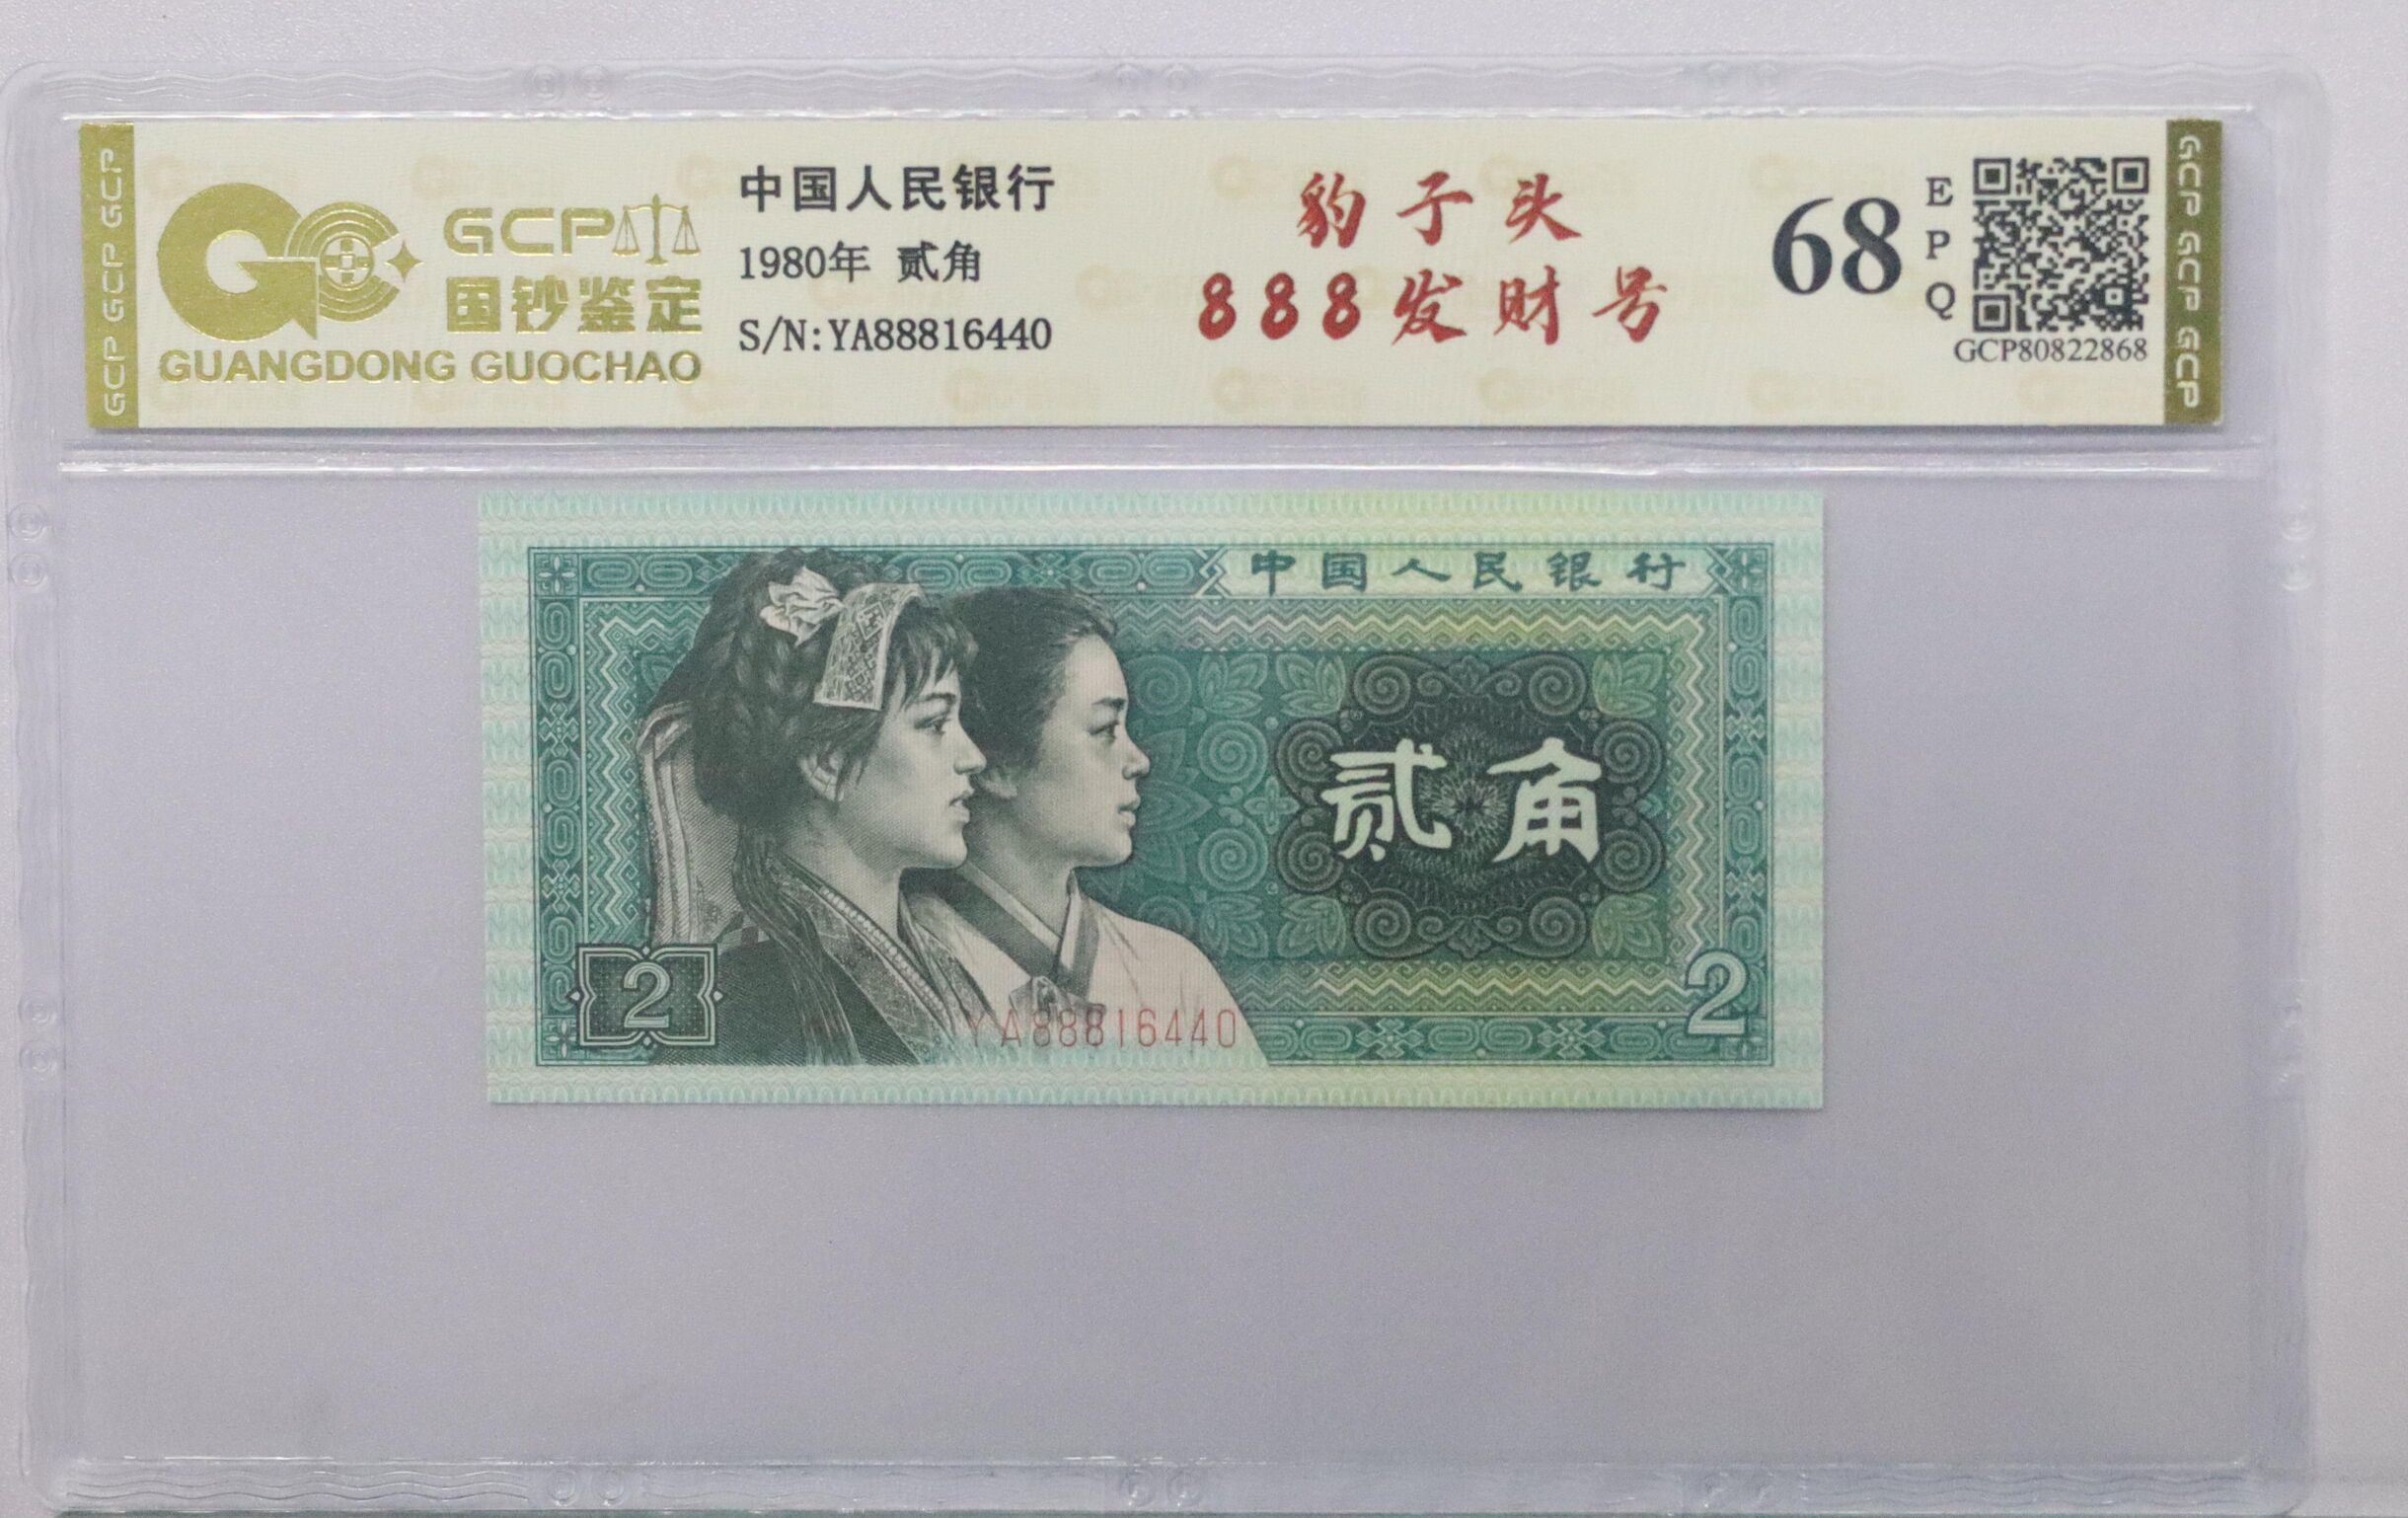 GCP GCP GCP
GCP
国钞鉴定
GUANGDONG GUOCHAO
中国人民银行
1980年 贰角
S/N:YA88816440
豹子头
888发财号
68
EPQ
GCP80822868
GCP GCP GCP
中国人民银行
贰角
2
YA88816440
2